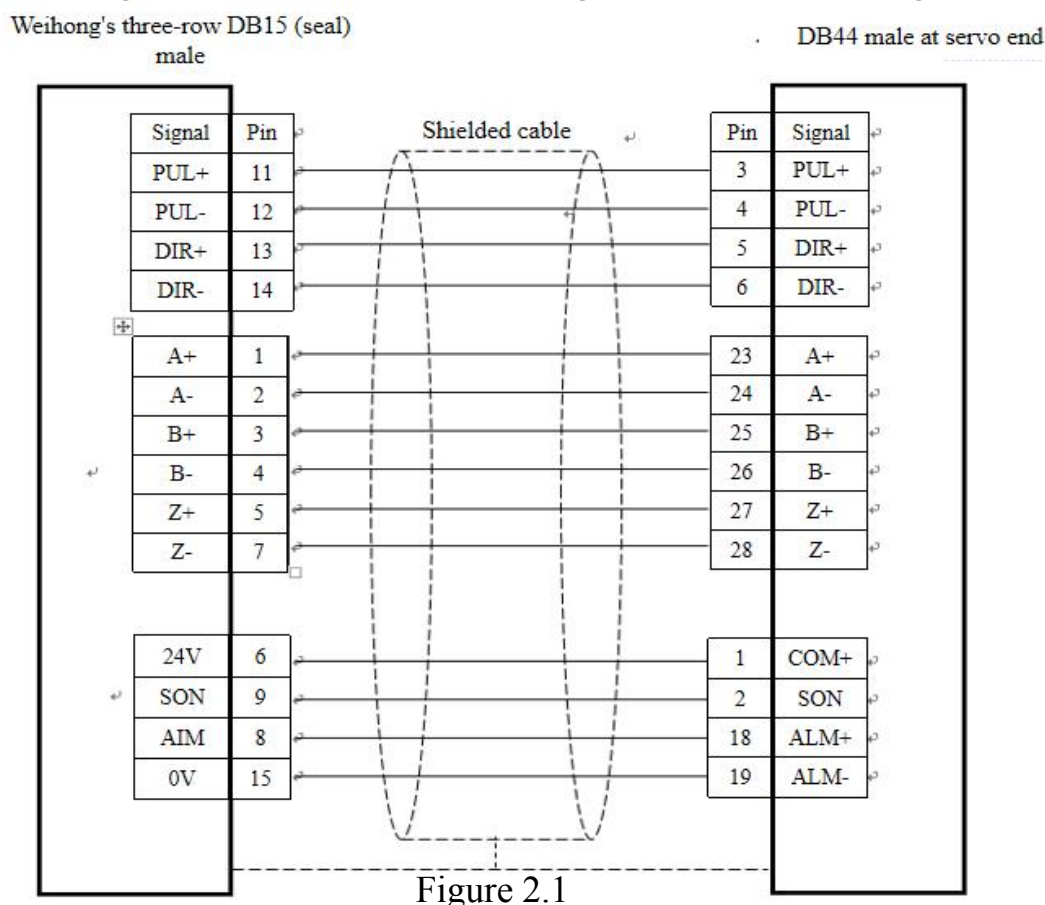 Weihong's three-row DB15 (seal)
male
DB44 male at servo end
Shielded cable
Signal Pin
PUL+ 11
PUL- 12
DIR+ 13
DIR- 14
A+ 1
A- 2
B+ 3
B- 4
Z+ 5
Z- 7
24V 6
SON 9
AIM 8
0V 15
Pin Signal
3 PUL+
4 PUL-
5 DIR+
6 DIR-
23 A+
24 A-
25 B+
26 B-
27 Z+
28 Z-
1 COM+
2 SON
18 ALM+
19 ALM-
Figure 2.1